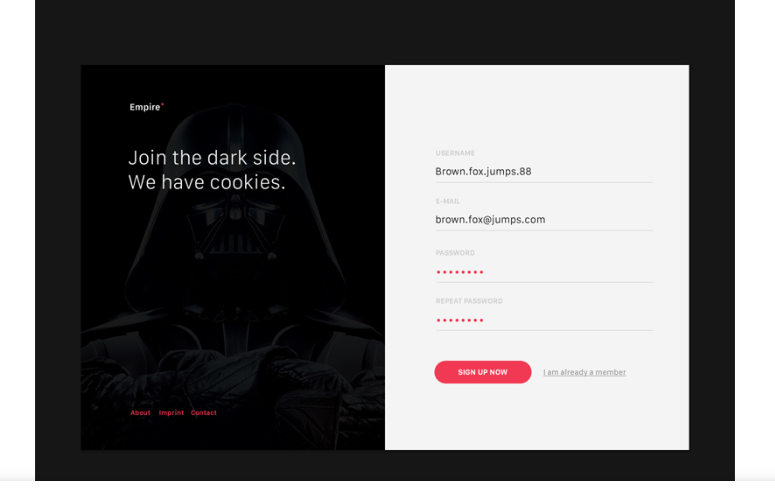 Empire*
Join the dark side.
We have cookies.
About Imprint Contact
USERNAME
Brown.fox.jumps.88
E-MAIL
brown.fox@jumps.com
PASSWORD
••••••••
REPEAT PASSWORD
••••••••
SIGN UP NOW
I am already a member